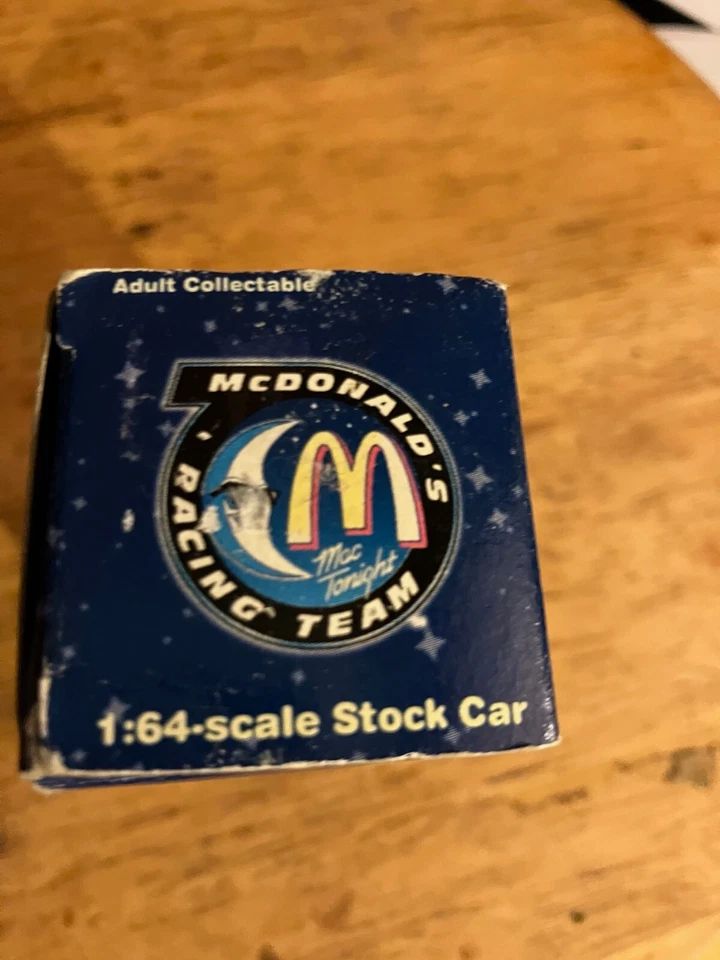 Adult Collectable
McDONALD'S
RACING TEAM
Mac
Tonight
1:64-scale Stock Car